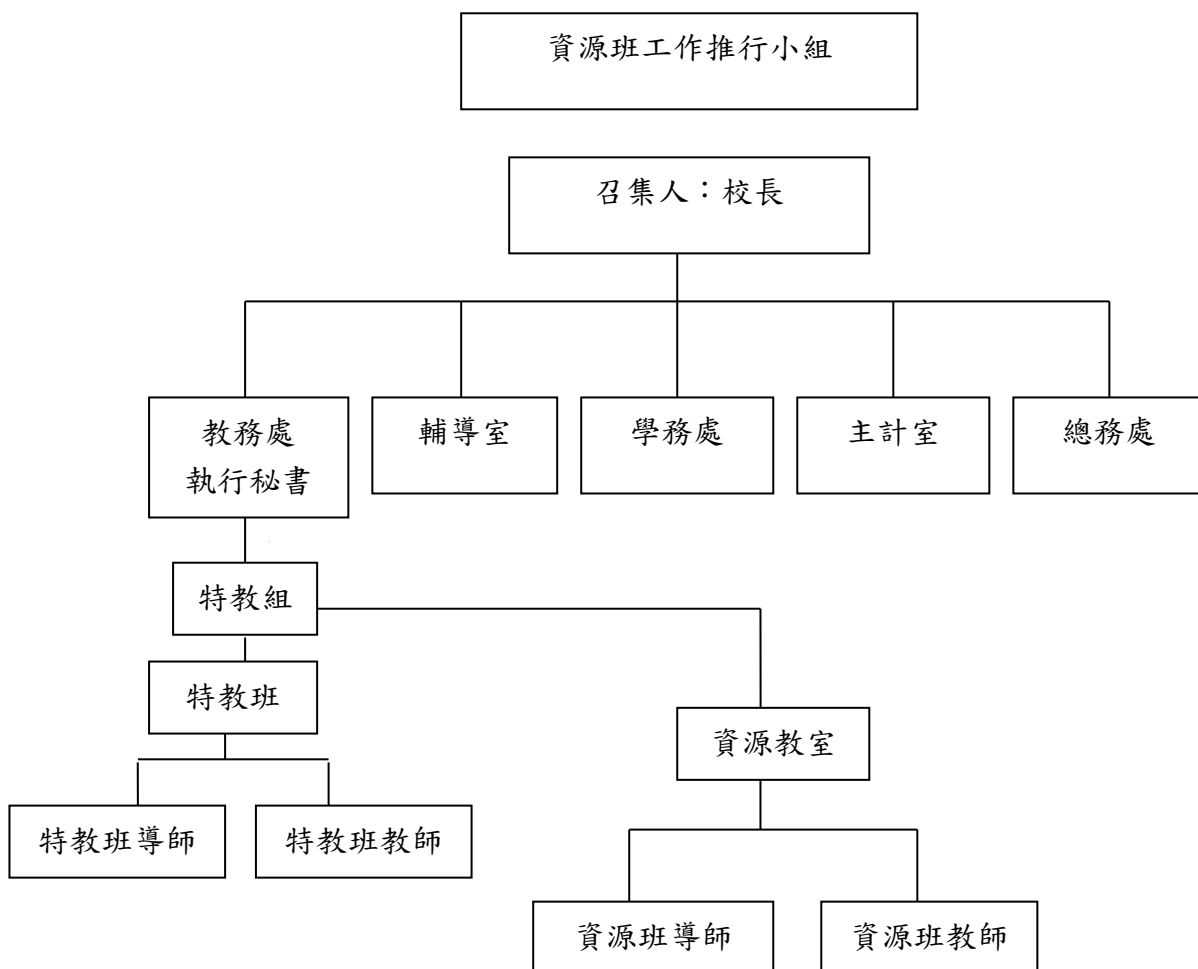 資源班工作推行小組
召集人：校長
教務處
執行秘書
輔導室
學務處
主計室
總務處
特教組
特教班
資源教室
特教班導師
特教班教師
資源班導師
資源班教師